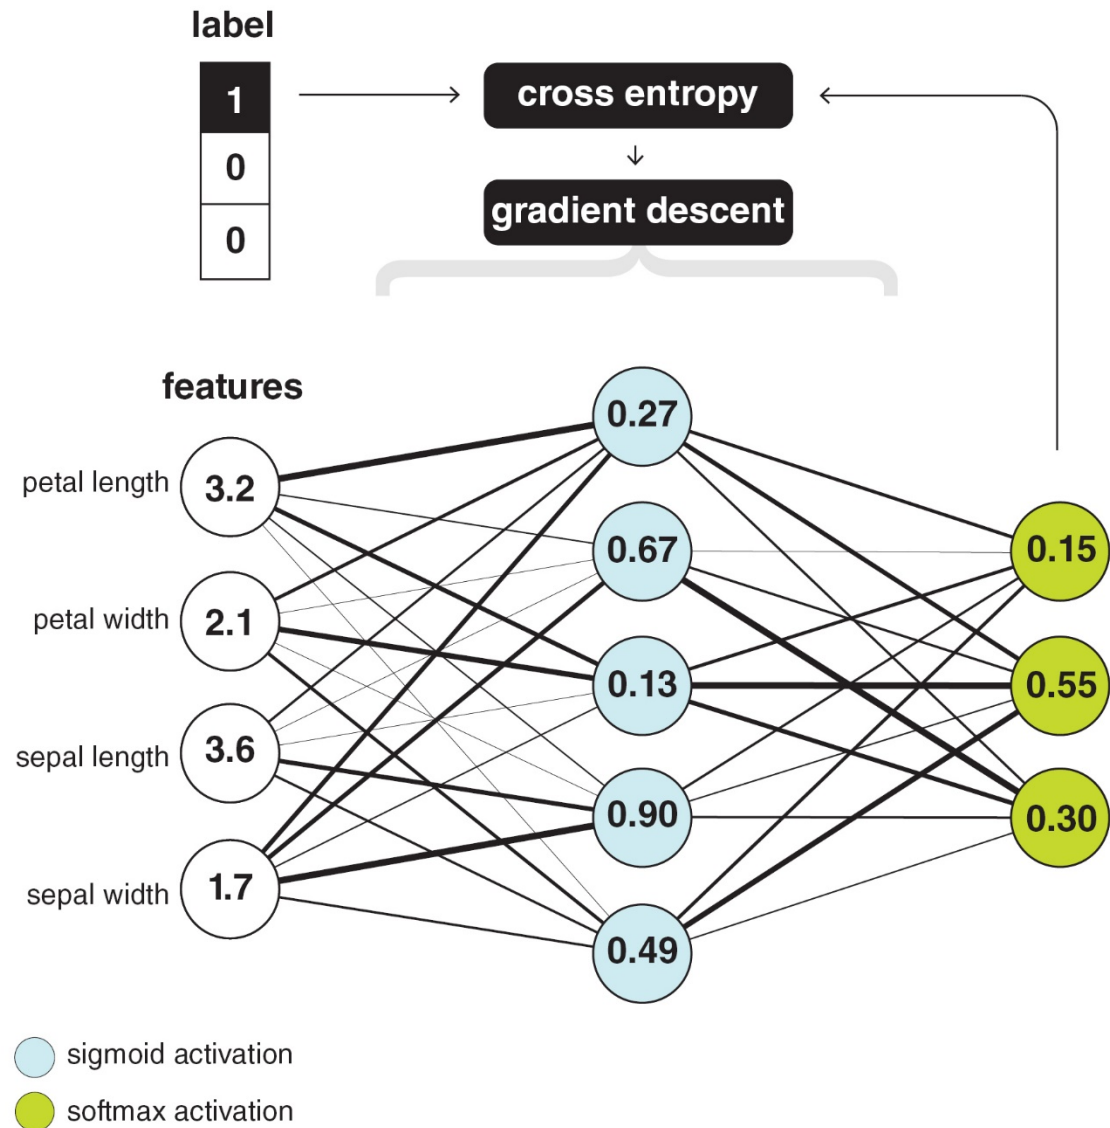 label
1
0
0
cross entropy
gradient descent
features
petal length
3.2
petal width
2.1
sepal length
3.6
sepal width
1.7
0.27
0.67
0.13
0.90
0.49
0.15
0.55
0.30
sigmoid activation
softmax activation